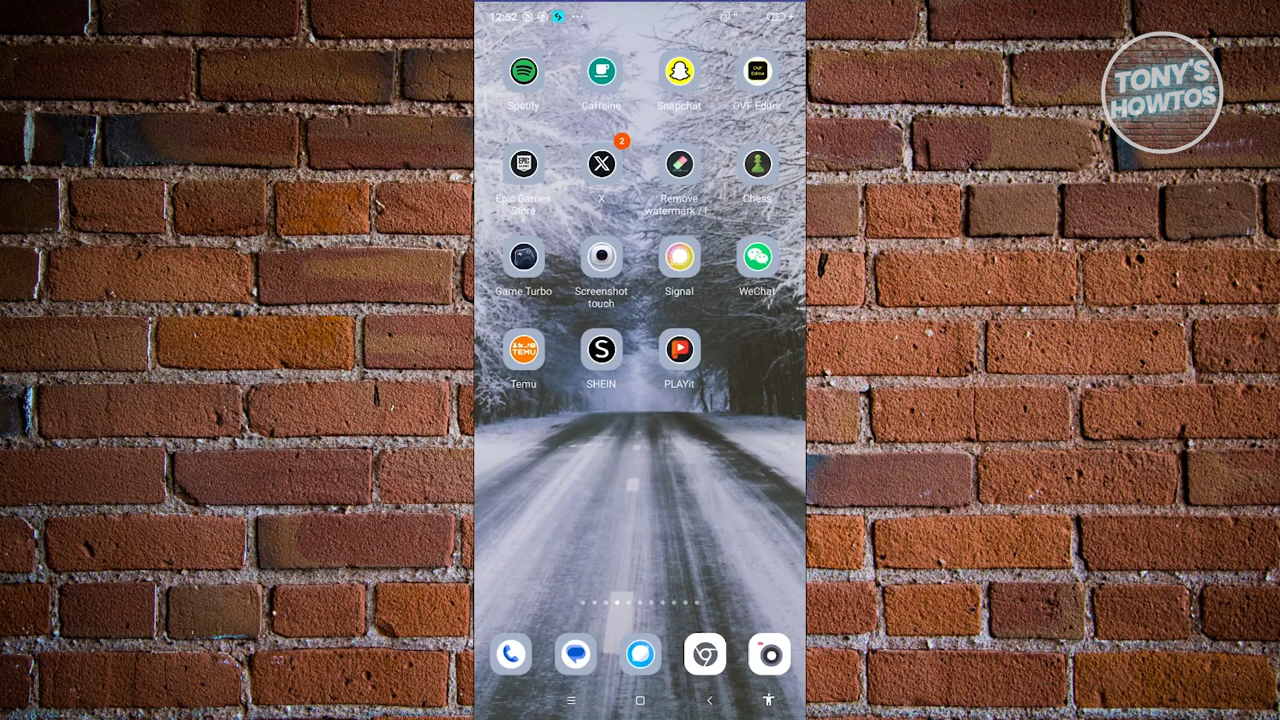 12:52
TONY'S
HOWTOS
Spotify
Caffeine
Snapchat
OVF Editor
2
Epic Games
Store
X
Remove
watermark / l
Chess
Game Turbo
Screenshot
touch
Signal
WeChat
TEMU
Temu
SHEIN
PLAYit